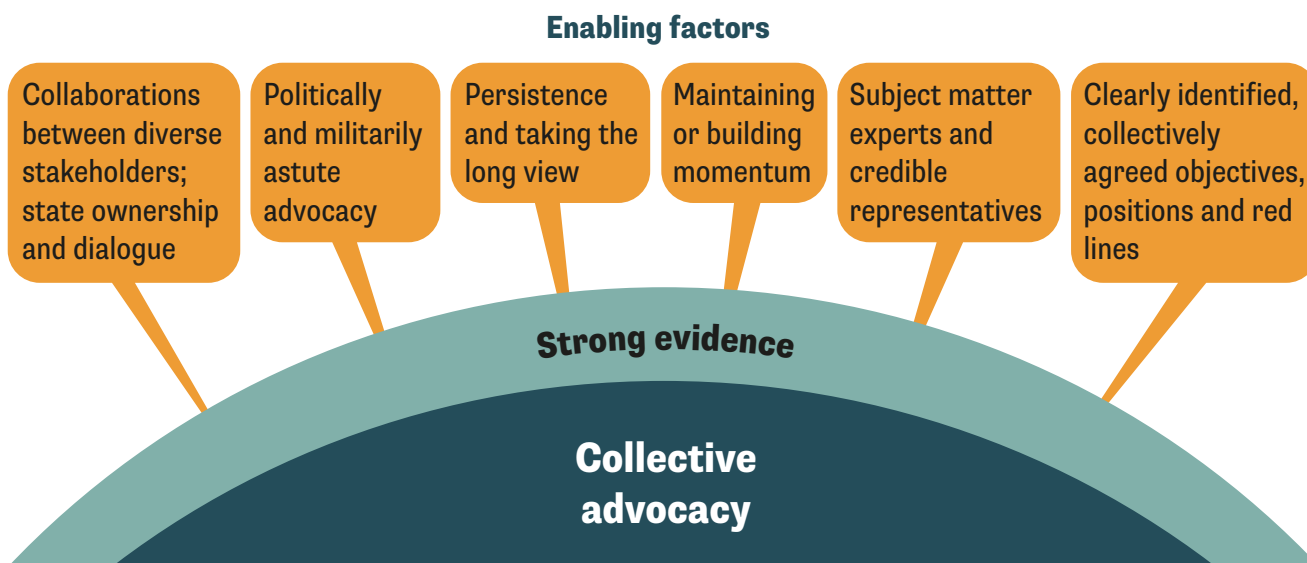 Enabling factors
Collaborations
between diverse
stakeholders;
state ownership
and dialogue
Politically
and militarily
astute
advocacy
Persistence
and taking the
long view
Maintaining
or building
momentum
Subject matter
experts and
credible
representatives
Clearly identified,
collectively
agreed objectives,
positions and red
lines
Strong evidence
Collective
advocacy